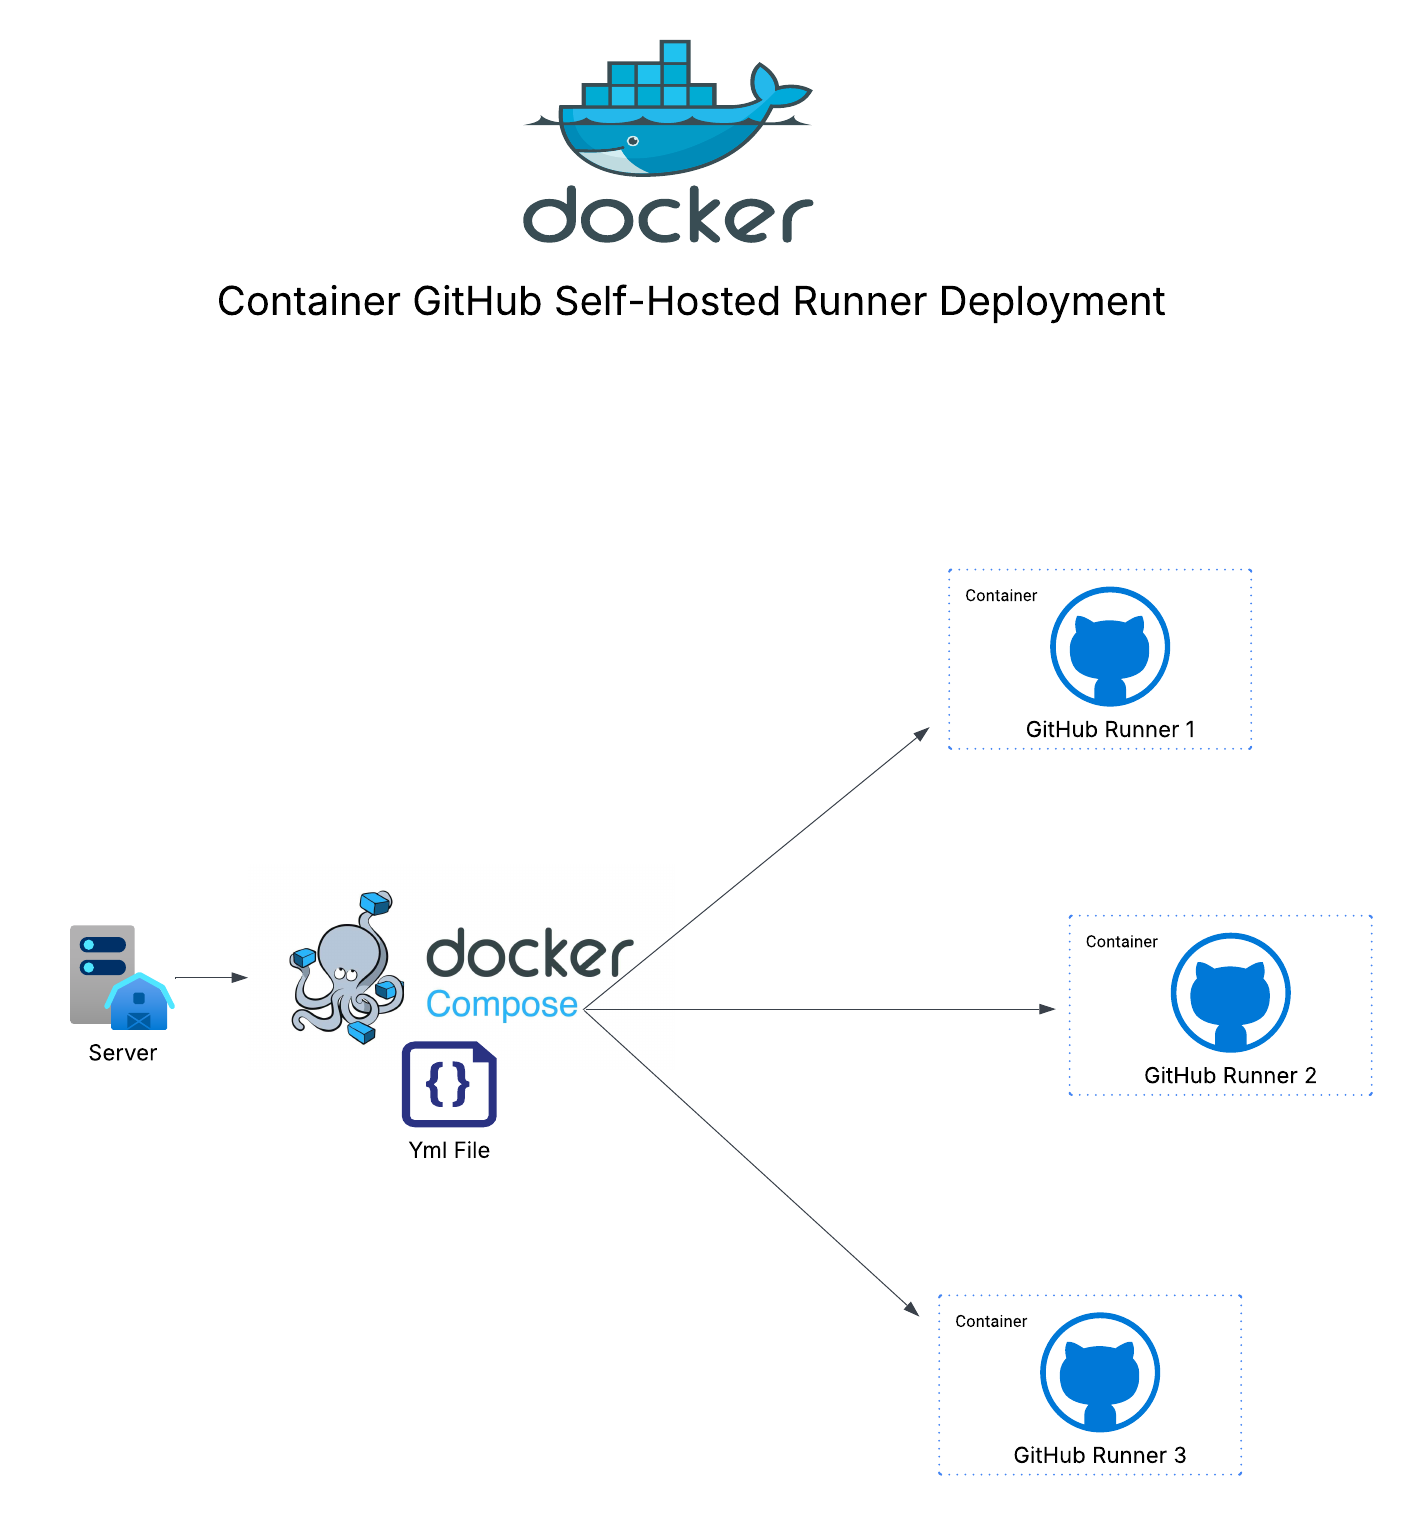 docker
Container GitHub Self-Hosted Runner Deployment
Container
GitHub Runner 1
Server
docker
Compose
{}
Yml File
Container
GitHub Runner 2
Container
GitHub Runner 3